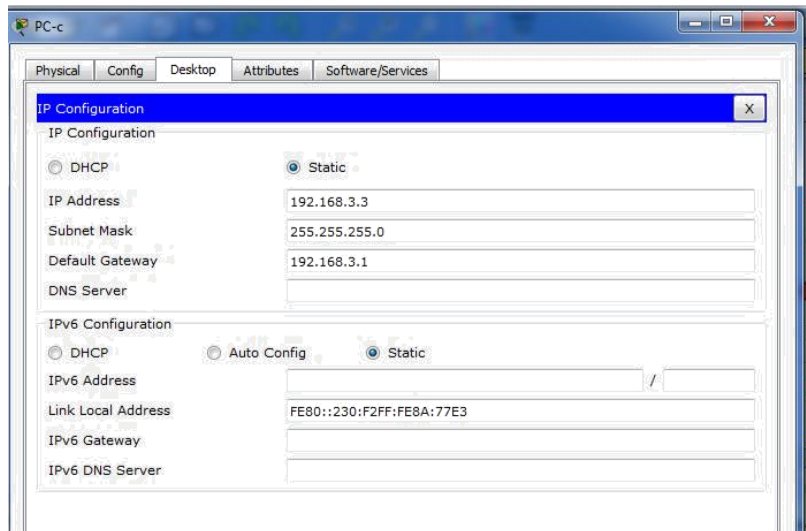 PC-c
Physical Config Desktop Attributes Software/Services
IP Configuration X
IP Configuration
DHCP Static
IP Address 192.168.3.3
Subnet Mask 255.255.255.0
Default Gateway 192.168.3.1
DNS Server
IPv6 Configuration
DHCP Auto Config Static
IPv6 Address /
Link Local Address FE80::230:F2FF:FE8A:77E3
IPv6 Gateway
IPv6 DNS Server